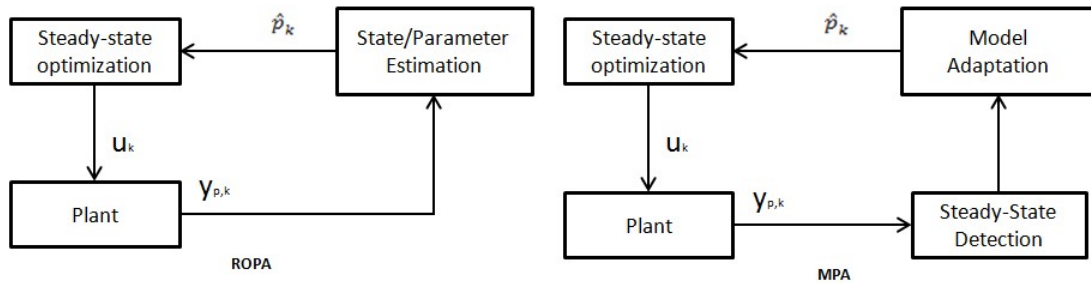 Steady-state
optimization
p̂ₖ
State/Parameter
Estimation
uₖ
yₚ,ₖ
Plant
ROPA
Steady-state
optimization
p̂ₖ
Model
Adaptation
uₖ
yₚ,ₖ
Plant
Steady-State
Detection
MPA